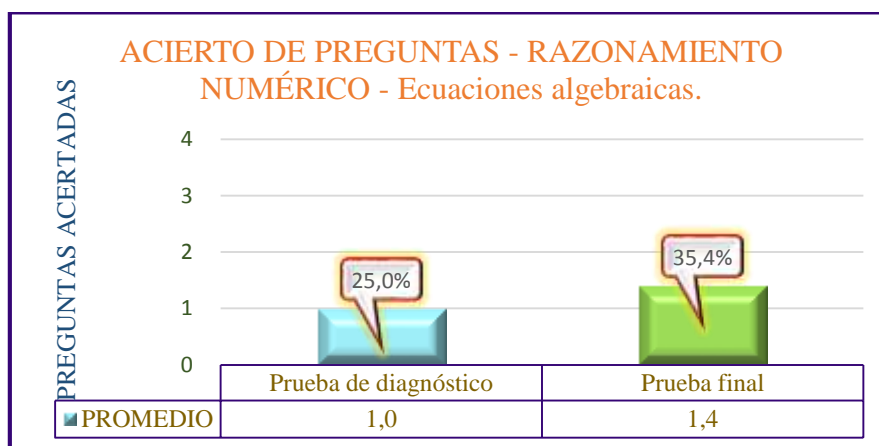 ACIERTO DE PREGUNTAS - RAZONAMIENTO
NUMÉRICO - Ecuaciones algebraicas.
PREGUNTAS ACERTADAS
4
3
2
1
0
25,0%
35,4%
Prueba de diagnóstico Prueba final
PROMEDIO 1,0 1,4